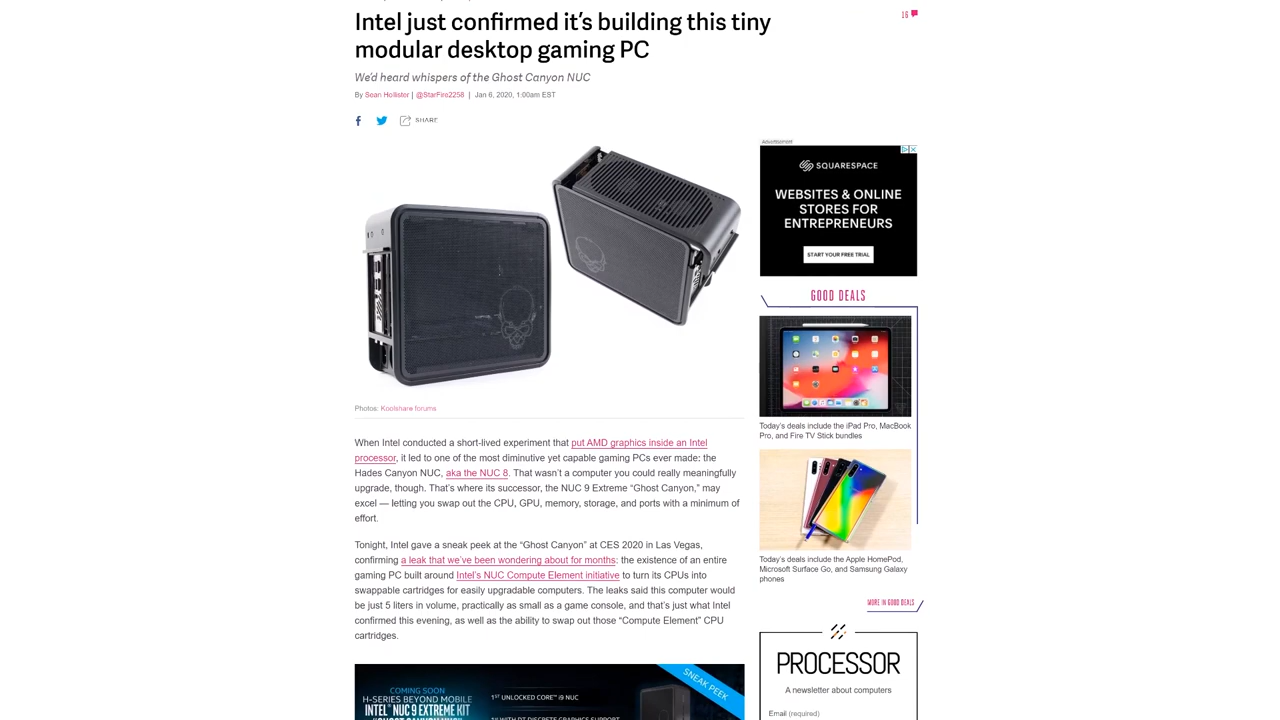 Intel just confirmed it's building this tiny
modular desktop gaming PC
16
We'd heard whispers of the Ghost Canyon NUC
By Sean Hollister | @StarFire2258 | Jan 6, 2020, 1:00am EST
SHARE
Advertisement
SQUARESPACE
WEBSITES & ONLINE
STORES FOR
ENTREPRENEURS
START YOUR FREE TRIAL
GOOD DEALS
Photos: Koolshare forums
Today's deals include the iPad Pro, MacBook
Pro, and Fire TV Stick bundles
When Intel conducted a short-lived experiment that put AMD graphics inside an Intel
processor, it led to one of the most diminutive yet capable gaming PCs ever made: the
Hades Canyon NUC, aka the NUC 8. That wasn't a computer you could really meaningfully
upgrade, though. That's where its successor, the NUC 9 Extreme “Ghost Canyon,” may
excel — letting you swap out the CPU, GPU, memory, storage, and ports with a minimum of
effort.
Tonight, Intel gave a sneak peek at the “Ghost Canyon” at CES 2020 in Las Vegas,
confirming a leak that we've been wondering about for months: the existence of an entire
gaming PC built around Intel's NUC Compute Element initiative to turn its CPUs into
swappable cartridges for easily upgradable computers. The leaks said this computer would
be just 5 liters in volume, practically as small as a game console, and that's just what Intel
confirmed this evening, as well as the ability to swap out those “Compute Element” CPU
cartridges.
Today's deals include the Apple HomePod,
Microsoft Surface Go, and Samsung Galaxy
phones
MORE IN GOOD DEALS
PROCESSOR
A newsletter about computers
Email (required)
COMING SOON
H-SERIES BEYOND MOBILE
INTEL® NUC 9 EXTREME KIT
1ST UNLOCKED CORE™ i9 NUC
SNEAK PEEK